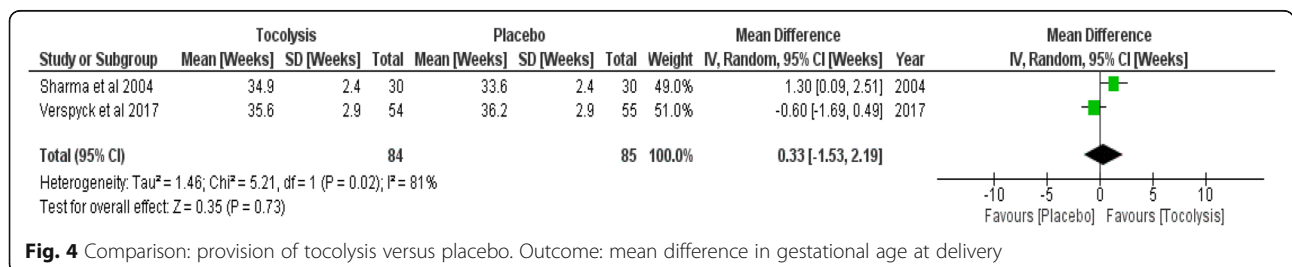 Tocolysis Placebo Mean Difference Mean Difference
Study or Subgroup Mean [Weeks] SD [Weeks] Total Mean [Weeks] SD [Weeks] Total Weight IV, Random, 95% CI [Weeks] Year IV, Random, 95% CI [Weeks]
Sharma et al 2004 34.9 2.4 30 33.6 2.4 30 49.0% 1.30 [0.09, 2.51] 2004
Verspyck et al 2017 35.6 2.9 54 36.2 2.9 55 51.0% -0.60 [-1.69, 0.49] 2017
Total (95% CI) 84 85 100.0% 0.33 [-1.53, 2.19]
Heterogeneity: Tau² = 1.46; Chi² = 5.21, df = 1 (P = 0.02); I² = 81%
Test for overall effect: Z = 0.35 (P = 0.73)
-10 -5 0 5 10
Favours [Placebo] Favours [Tocolysis]
Fig. 4 Comparison: provision of tocolysis versus placebo. Outcome: mean difference in gestational age at delivery